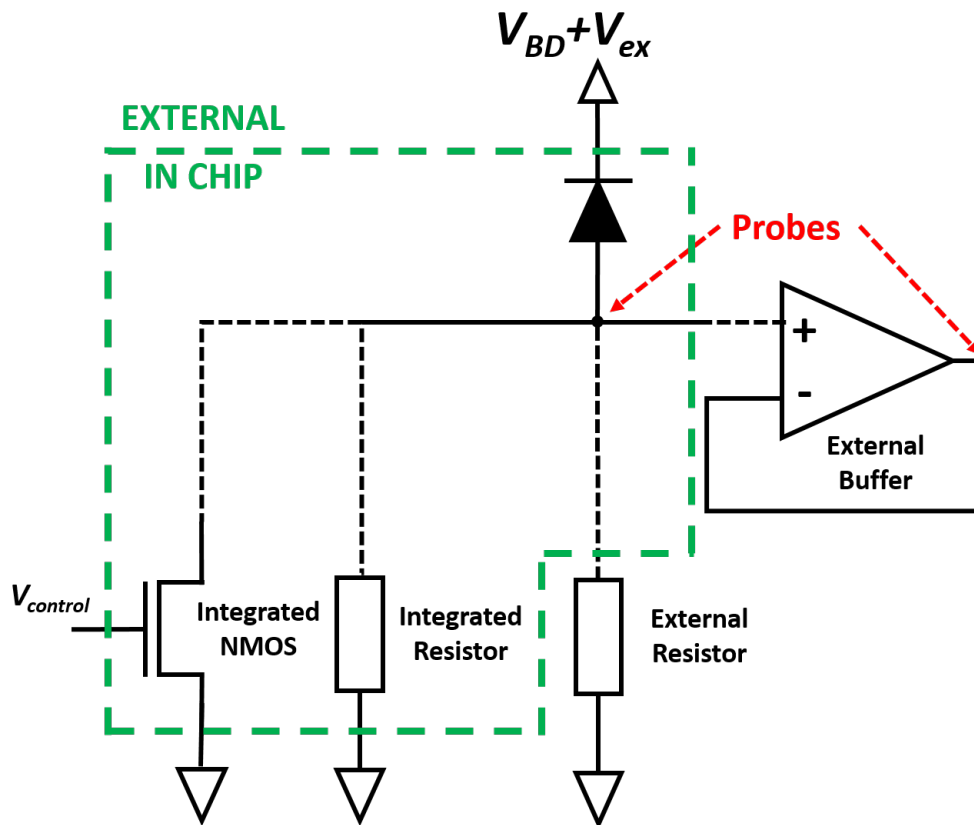 V_BD+V_ex
EXTERNAL
IN CHIP
Probes
+
-
External
Buffer
V_control
Integrated
NMOS
Integrated
Resistor
External
Resistor